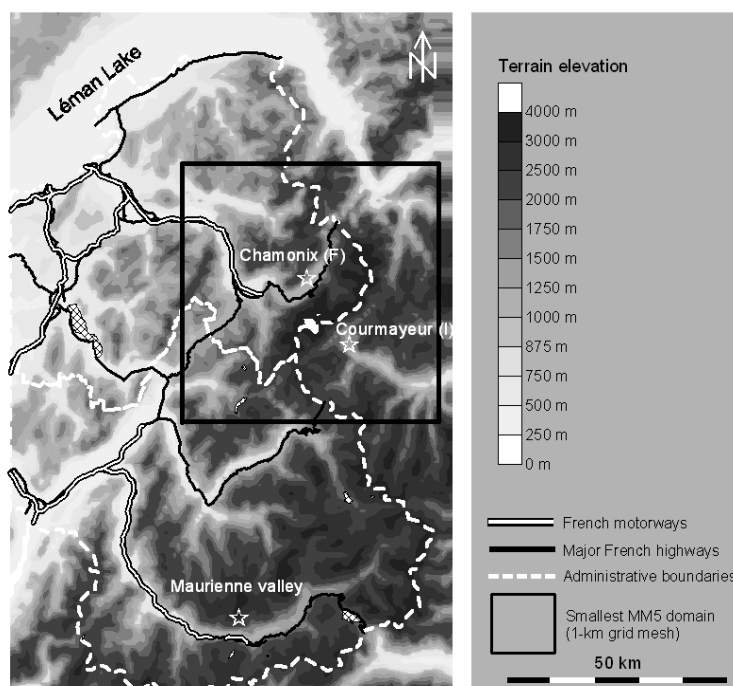 Léman Lake
N
Chamonix (F)
Courmayeur (I)
Maurienne valley
Terrain elevation
4000 m
3000 m
2500 m
2000 m
1750 m
1500 m
1250 m
1000 m
875 m
750 m
500 m
250 m
0 m
French motorways
Major French highways
Administrative boundaries
Smallest MM5 domain
(1-km grid mesh)
50 km